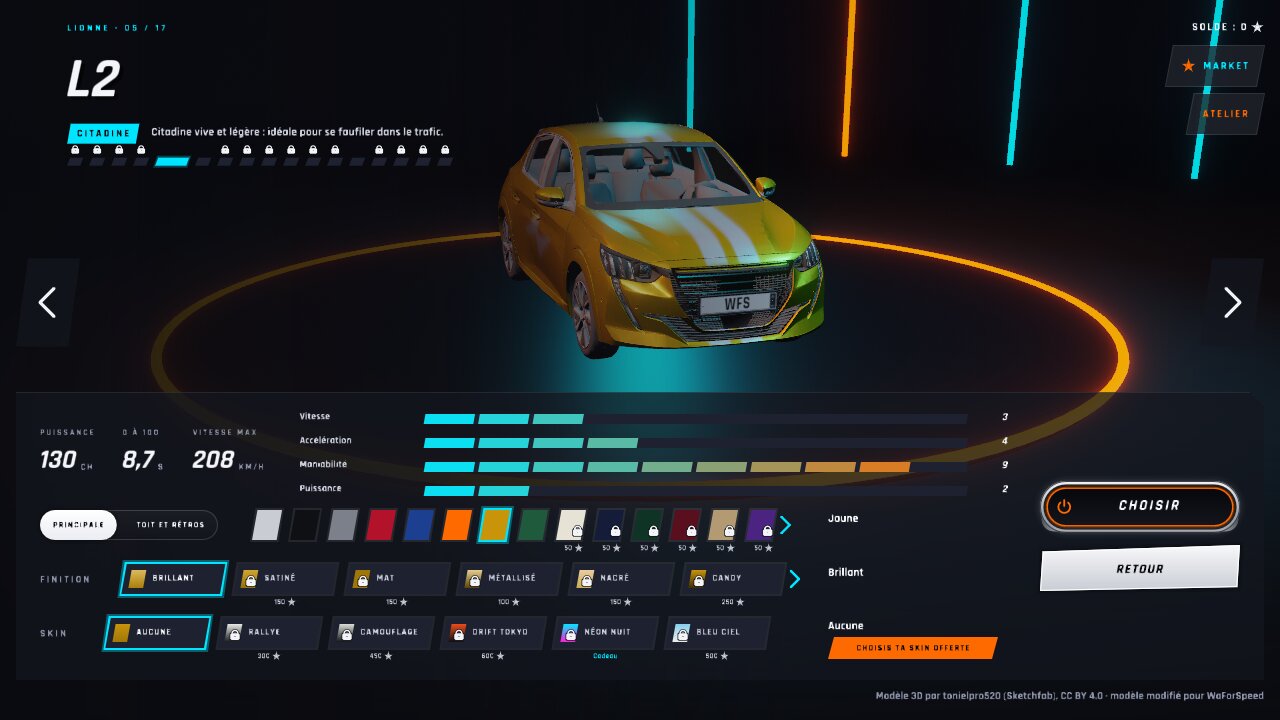 LIONNE · 05 / 17
SOLDE : 0 ★
L2
★ MARKET
ATELIER
CITADINE
Citadine vive et légère : idéale pour se faufiler dans le trafic.
WFS
PUISSANCE
130 CH
0 À 100
8,7 S
VITESSE MAX
208 KM/H
Vitesse 3
Accélération 4
Maniabilité 9
Puissance 2
PRINCIPALE
TOIT ET RÉTROS
50 ★ 50 ★ 50 ★ 50 ★ 50 ★ 50 ★
Jaune
CHOISIR
RETOUR
FINITION
BRILLANT
SATINÉ
MAT
MÉTALLISÉ
NACRÉ
CANDY
150 ★ 150 ★ 100 ★ 150 ★ 250 ★
Brillant
SKIN
AUCUNE
RALLYE
CAMOUFLAGE
DRIFT TOKYO
NÉON NUIT
BLEU CIEL
300 ★ 450 ★ 600 ★ Cadeau 500 ★
Aucune
CHOISIS TA SKIN OFFERTE
Modèle 3D par tonielpro520 (Sketchfab), CC BY 4.0 · modèle modifié pour WaForSpeed